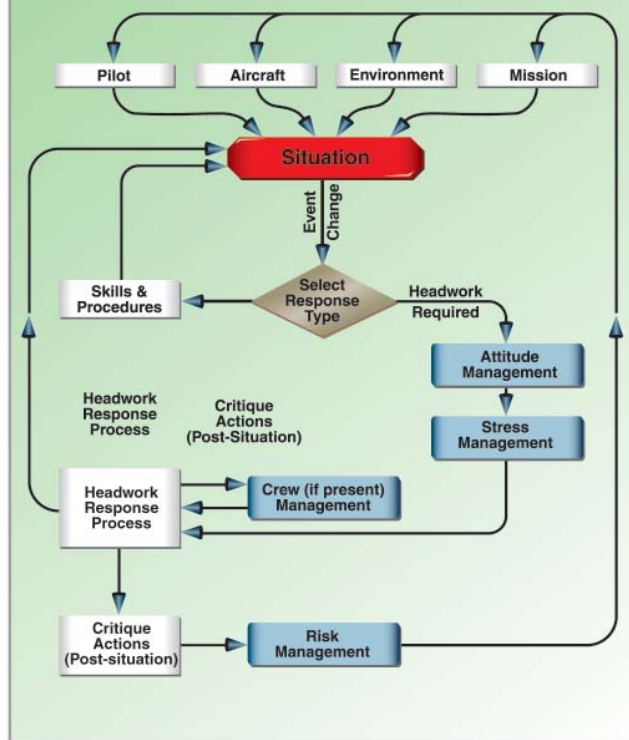 Pilot
Aircraft
Environment
Mission
Situation
Event
Change
Select
Response
Type
Headwork
Required
Skills &
Procedures
Attitude
Management
Stress
Management
Headwork
Response
Process
Critique
Actions
(Post-Situation)
Headwork
Response
Process
Crew (if present)
Management
Critique
Actions
(Post-situation)
Risk
Management